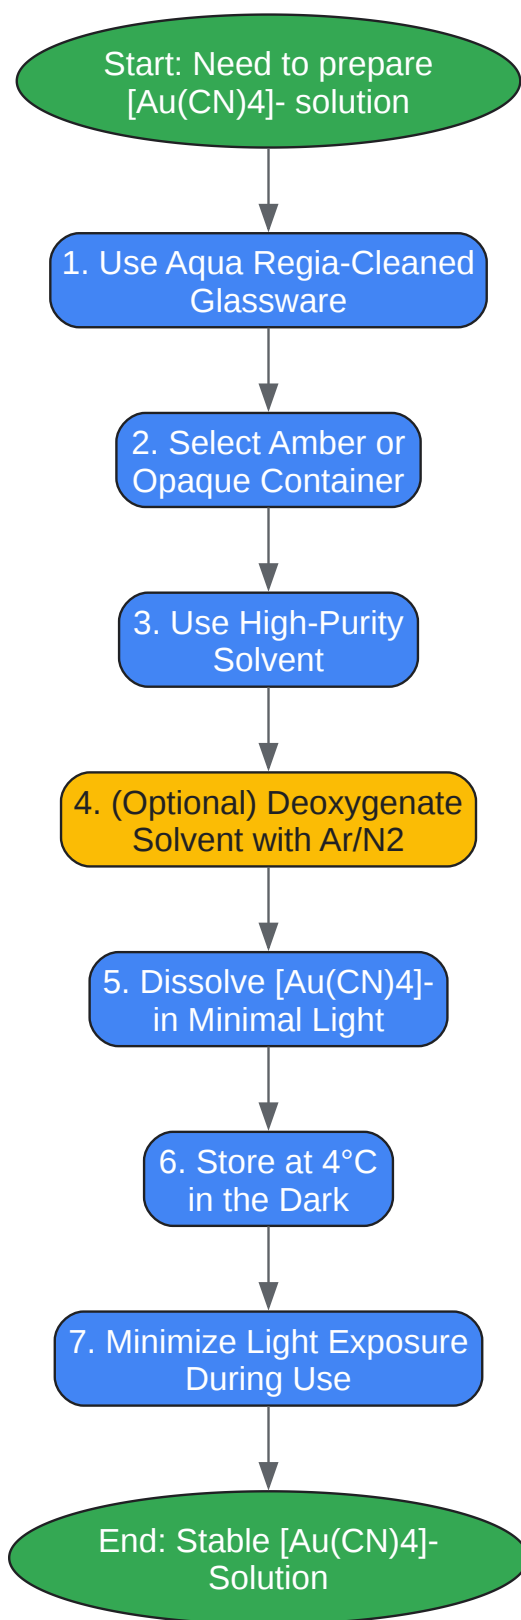 Start: Need to prepare
[Au(CN)4]- solution
1. Use Aqua Regia-Cleaned
Glassware
2. Select Amber or
Opaque Container
3. Use High-Purity
Solvent
4. (Optional) Deoxygenate
Solvent with Ar/N2
5. Dissolve [Au(CN)4]-
in Minimal Light
6. Store at 4°C
in the Dark
7. Minimize Light Exposure
During Use
End: Stable [Au(CN)4]-
Solution